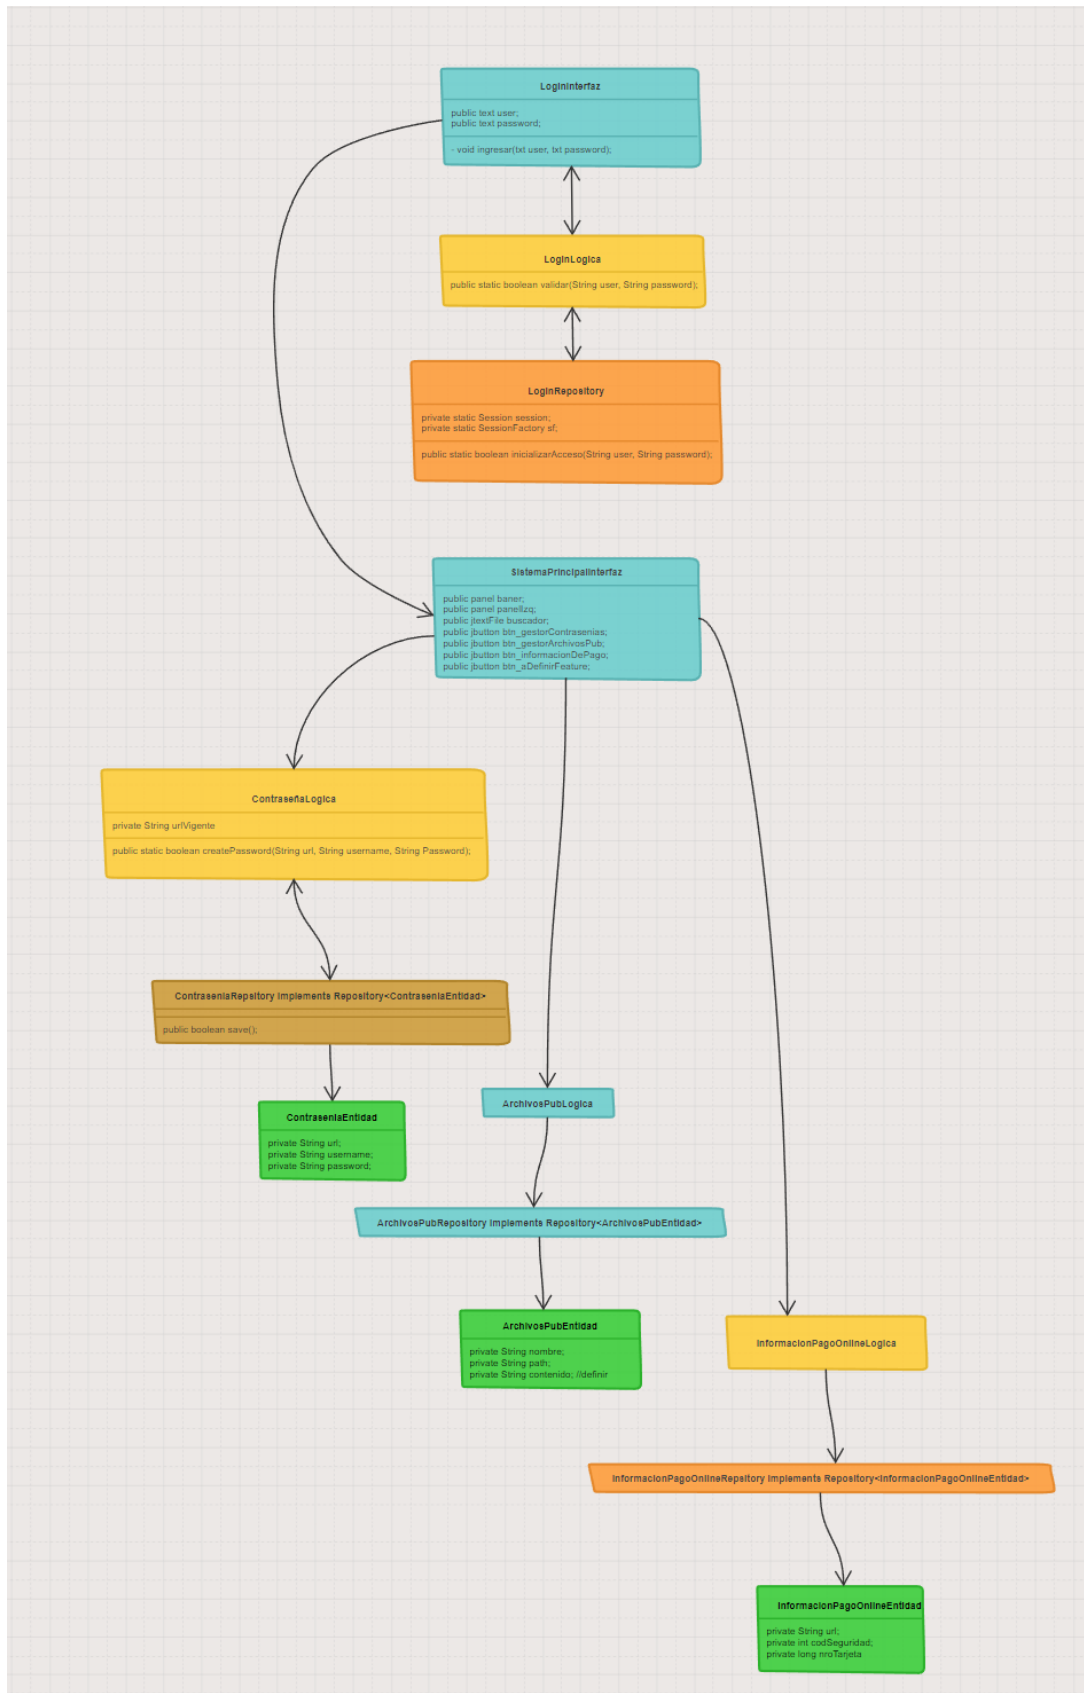 LoginInterfaz
public text user;
public text password;
- void ingresar(txt user, txt password);
LoginLogica
public static boolean validar(String user, String password);
LoginRepository
private static Session session;
private static SessionFactory sf;
public static boolean inicializarAcceso(String user, String password);
SistemaPrincipalInterfaz
public panel baner;
public panel panelIzq;
public jtextFile buscador;
public jbutton btn_gestorContrasenias;
public jbutton btn_gestorArchivosPub;
public jbutton btn_informacionDePago;
public jbutton btn_aDefinirFeature;
ContraseñaLogica
private String urlVigente
public static boolean createPassword(String url, String username, String Password);
ContraseniaRepsitory implements Repository<ContraseniaEntidad>
public boolean save();
ContraseniaEntidad
private String url;
private String username;
private String password;
ArchivosPubLogica
ArchivosPubRepository implements Repository<ArchivosPubEntidad>
ArchivosPubEntidad
private String nombre;
private String path;
private String contenido; //definir
InformacionPagoOnlineLogica
InformacionPagoOnlineRepsitory implements Repository<InformacionPagoOnlineEntidad>
InformacionPagoOnlineEntidad
private String url;
private int codSeguridad;
private long nroTarjeta